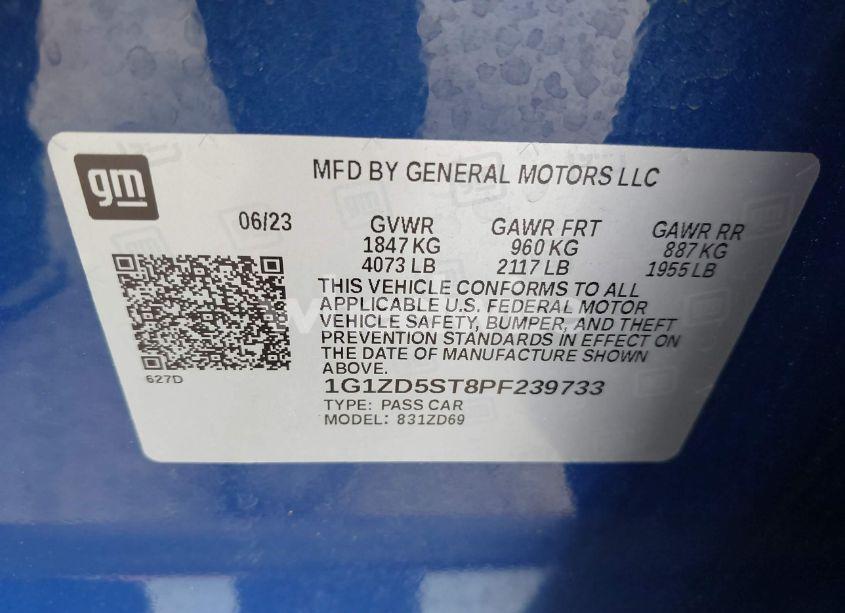 gm
MFD BY GENERAL MOTORS LLC
06/23 GVWR GAWR FRT GAWR RR
1847 KG 960 KG 887 KG
4073 LB 2117 LB 1955 LB
THIS VEHICLE CONFORMS TO ALL
APPLICABLE U.S. FEDERAL MOTOR
VEHICLE SAFETY, BUMPER, AND THEFT
PREVENTION STANDARDS IN EFFECT ON
THE DATE OF MANUFACTURE SHOWN
ABOVE.
627D
1G1ZD5ST8PF239733
TYPE: PASS CAR
MODEL: 831ZD69